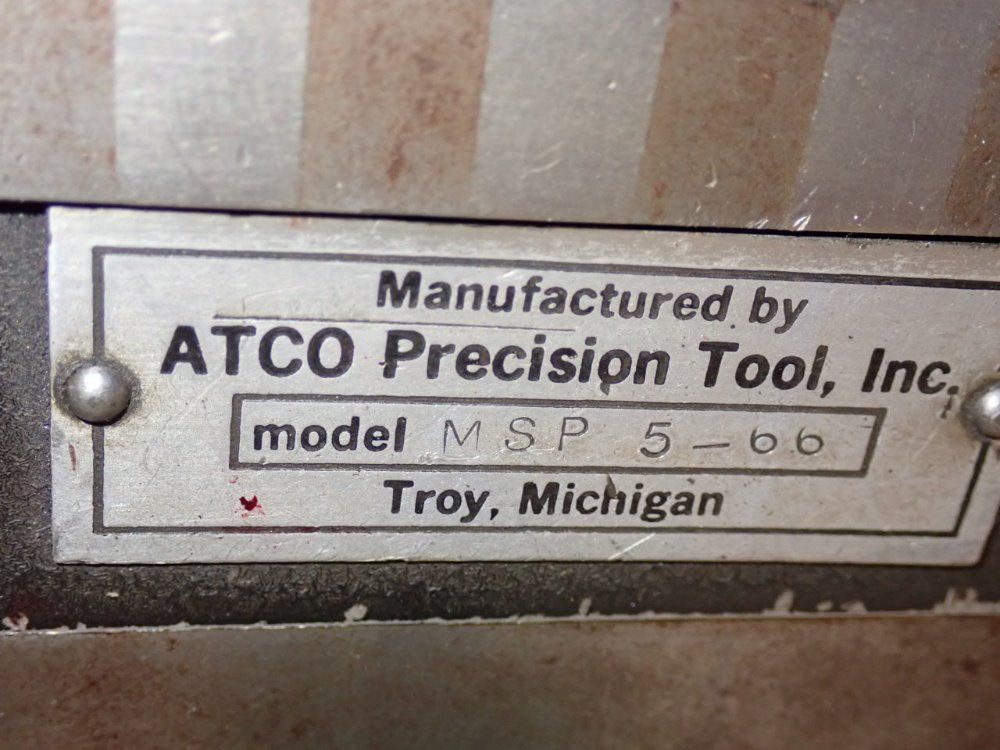 Manufactured by
ATCO Precision Tool, Inc.
model MSP 5-66
Troy, Michigan